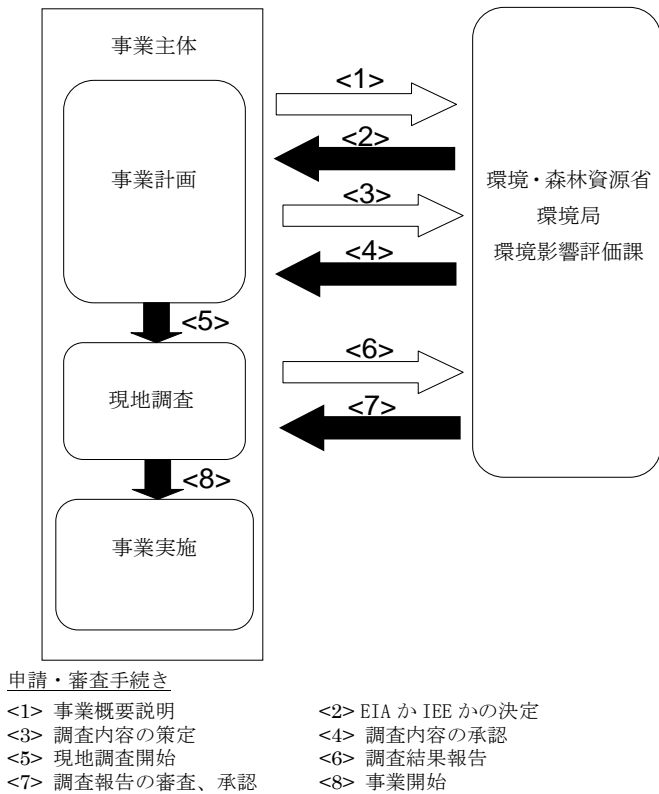 事業主体
<1>
<2>
事業計画
<3>
環境・森林資源省
環境局
環境影響評価課
<4>
<5>
<6>
現地調査
<7>
<8>
事業実施
申請・審査手続き
<1> 事業概要説明 <2> EIA か IEE かの決定
<3> 調査内容の策定 <4> 調査内容の承認
<5> 現地調査開始 <6> 調査結果報告
<7> 調査報告の審査、承認 <8> 事業開始